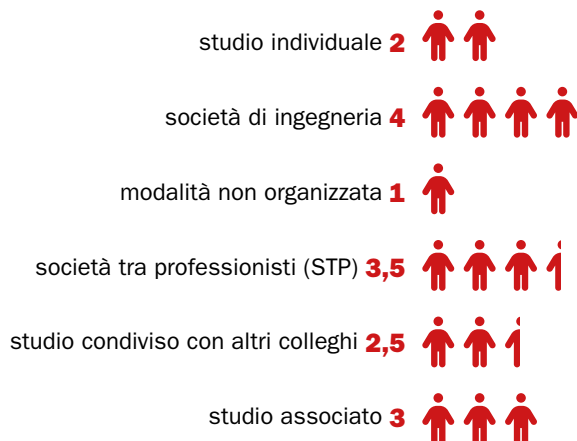 studio individuale 2
società di ingegneria 4
modalità non organizzata 1
società tra professionisti (STP) 3,5
studio condiviso con altri colleghi 2,5
studio associato 3